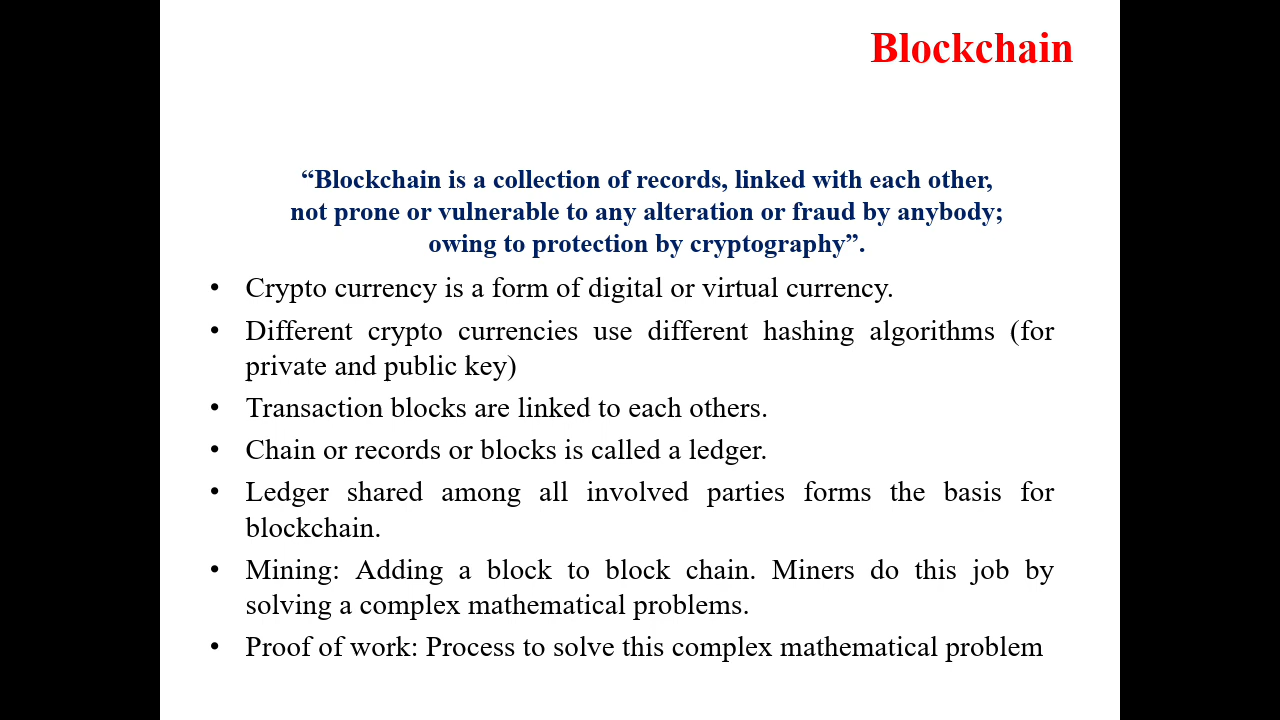 Blockchain
“Blockchain is a collection of records, linked with each other,
not prone or vulnerable to any alteration or fraud by anybody;
owing to protection by cryptography”.
• Crypto currency is a form of digital or virtual currency.
• Different crypto currencies use different hashing algorithms (for
private and public key)
• Transaction blocks are linked to each others.
• Chain or records or blocks is called a ledger.
• Ledger shared among all involved parties forms the basis for
blockchain.
• Mining: Adding a block to block chain. Miners do this job by
solving a complex mathematical problems.
• Proof of work: Process to solve this complex mathematical problem